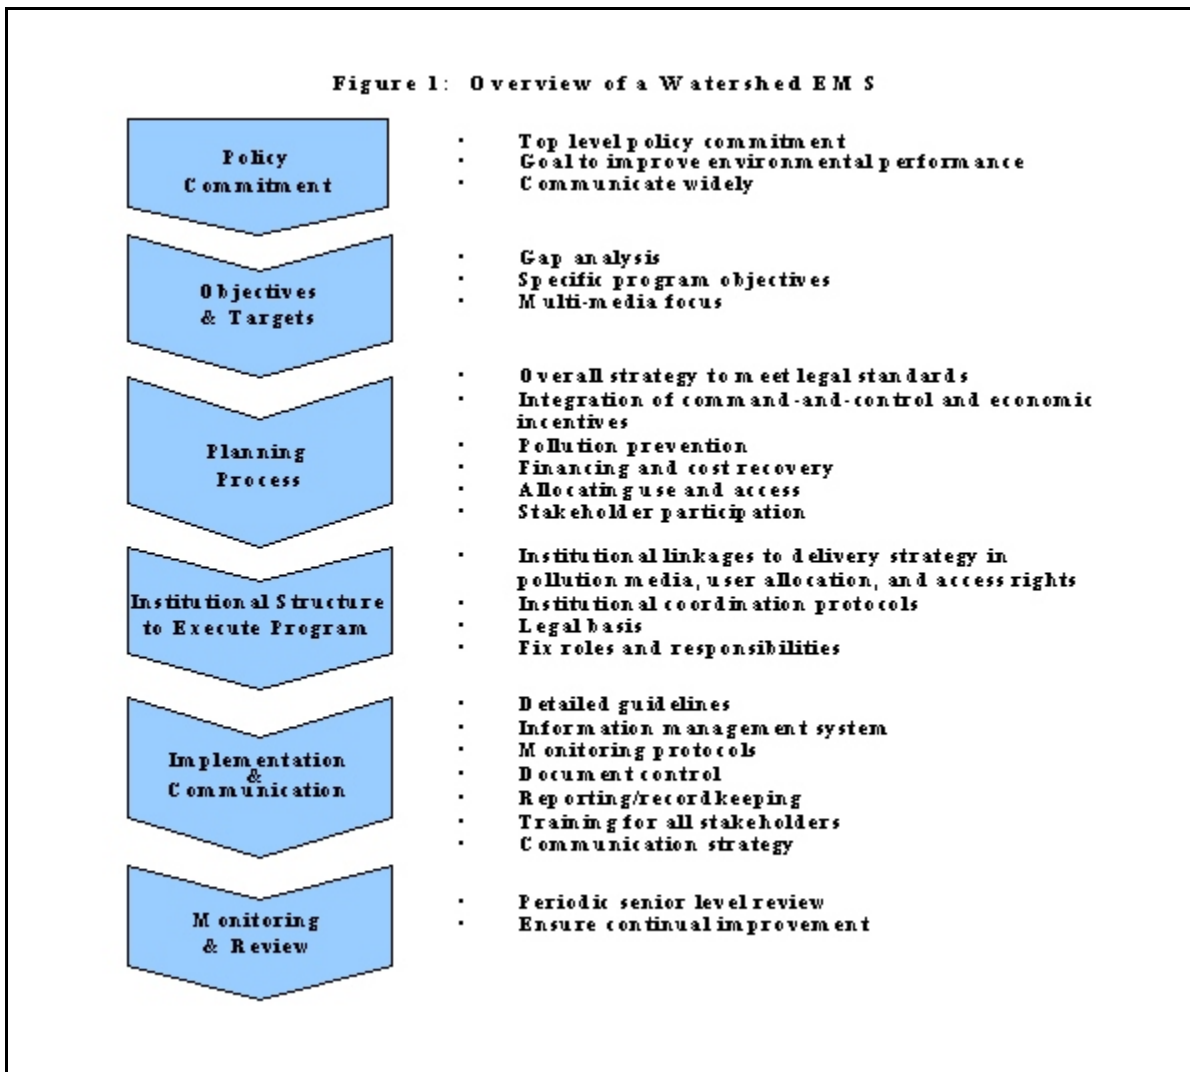 Figure 1: Overview of a Watershed EMS
Policy
Commitment
· Top level policy commitment
· Goal to improve environmental performance
· Communicate widely
Objectives
& Targets
· Gap analysis
· Specific program objectives
· Multi-media focus
Planning
Process
· Overall strategy to meet legal standards
· Integration of command-and-control and economic
incentives
· Pollution prevention
· Financing and cost recovery
· Allocating use and access
· Stakeholder participation
Institutional Structure
to Execute Program
· Institutional linkages to delivery strategy in
pollution media, user allocation, and access rights
· Institutional coordination protocols
· Legal basis
· Fix roles and responsibilities
Implementation
&
Communication
· Detailed guidelines
· Information management system
· Monitoring protocols
· Document control
· Reporting/recordkeeping
· Training for all stakeholders
· Communication strategy
Monitoring
& Review
· Periodic senior level review
· Ensure continual improvement